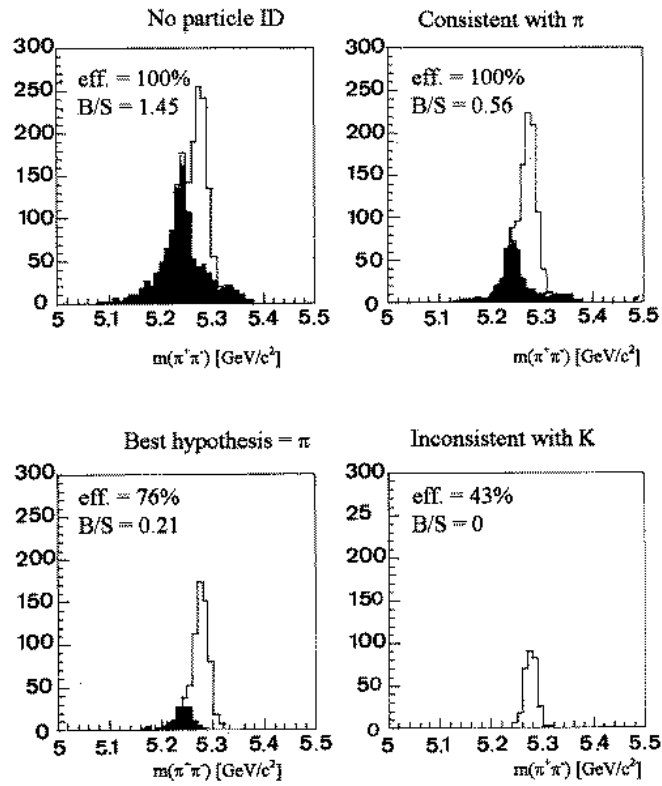 No particle ID
300
250
200
150
100
50
0
eff. = 100%
B/S = 1.45
5 5.1 5.2 5.3 5.4 5.5
m(π⁺π⁻) [GeV/c²]
Consistent with π
300
250
200
150
100
50
0
eff. = 100%
B/S = 0.56
5 5.1 5.2 5.3 5.4 5.5
m(π⁺π⁻) [GeV/c²]
Best hypothesis = π
300
250
200
150
100
50
0
eff. = 76%
B/S = 0.21
5 5.1 5.2 5.3 5.4 5.5
m(π⁻π⁻) [GeV/c²]
Inconsistent with K
300
25
200
150
100
50
0
eff. = 43%
B/S = 0
5 5.1 5.2 5.3 5.4 5.5
m(π⁺π⁻) [GeV/c²]